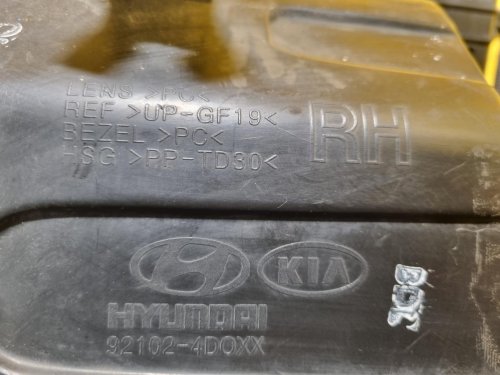 LENS >PC<
REF >UP-GF19<
BEZEL >PC<
HSG >PP-TD30<
RH
KIA
HYUNDAI
92102-4DOXX